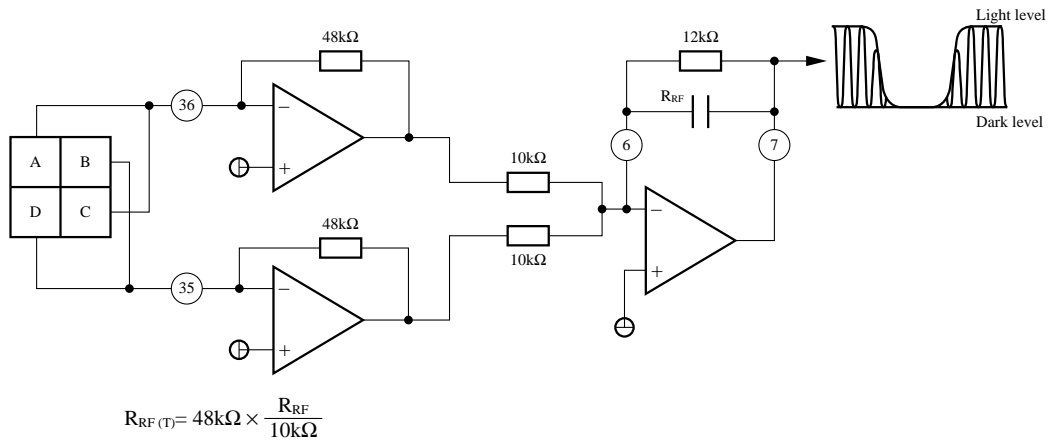 48kΩ
12kΩ
Light level
36
−
R_RF
A B
+
10kΩ
6
7
Dark level
D C
48kΩ
−
10kΩ
+
35
−
+
R_RF (T)= 48kΩ × R_RF / 10kΩ